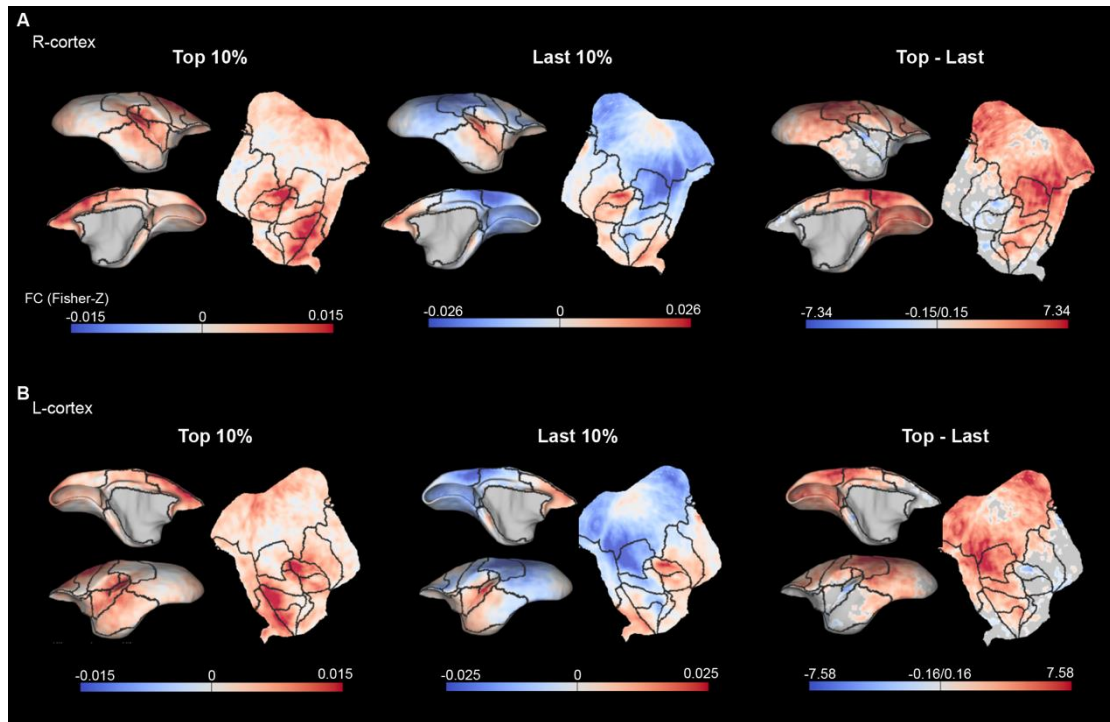 A
R-cortex
Top 10%
Last 10%
Top - Last
FC (Fisher-Z)
-0.015
0
0.015
-0.026
0
0.026
-7.34
-0.15/0.15
7.34
B
L-cortex
Top 10%
Last 10%
Top - Last
-0.015
0
0.015
-0.025
0
0.025
-7.58
-0.16/0.16
7.58